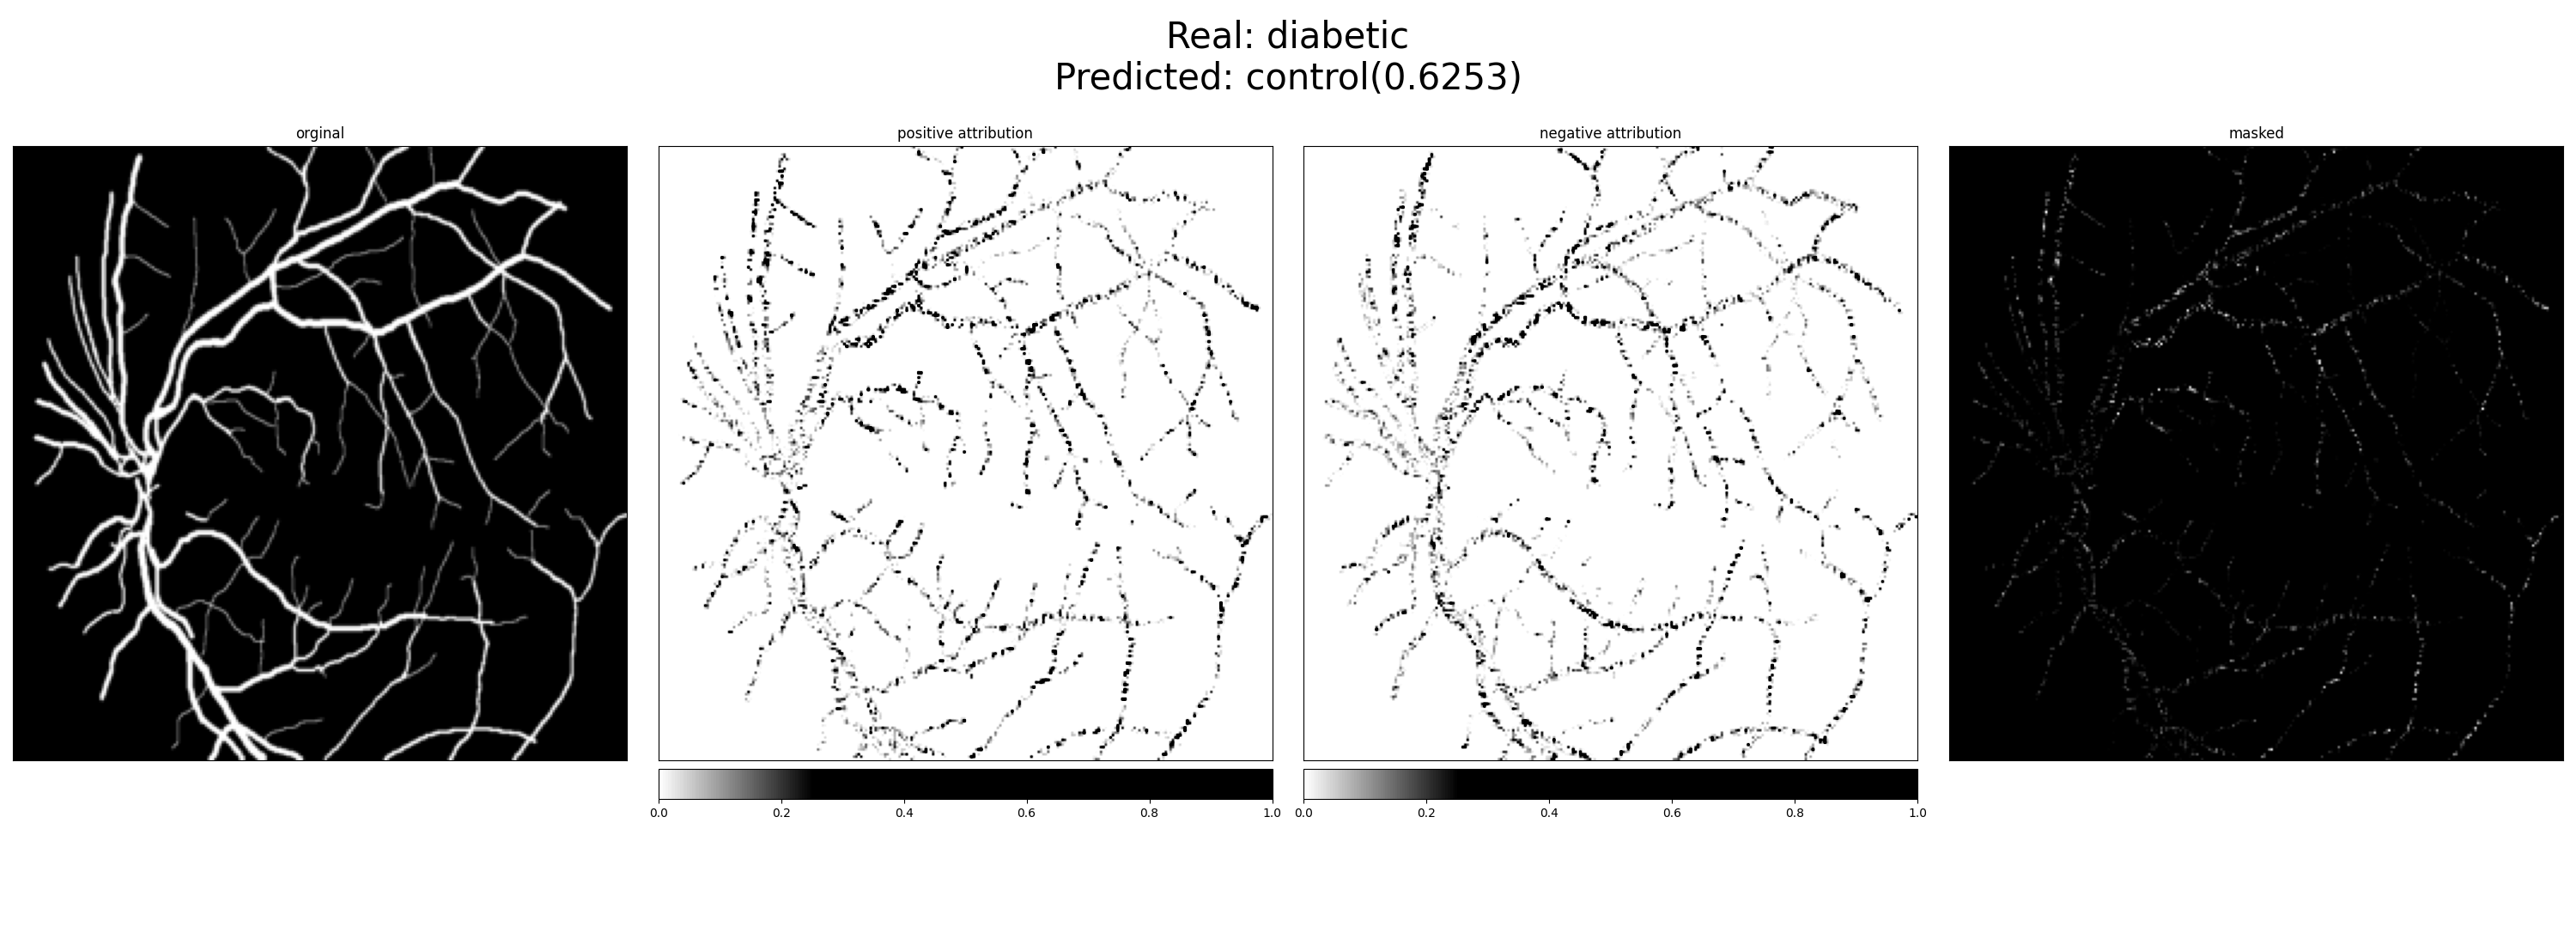 Real: diabetic
Predicted: control(0.6253)
orginal
positive attribution
negative attribution
masked
0.0 0.2 0.4 0.6 0.8 1.0
0.0 0.2 0.4 0.6 0.8 1.0